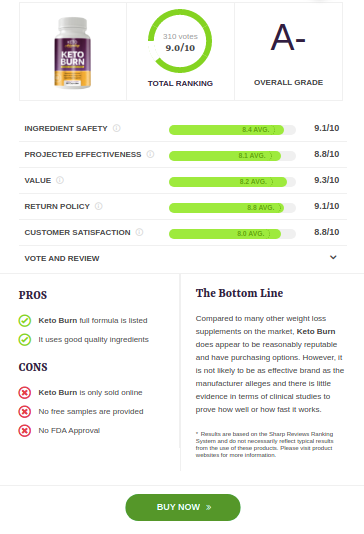 KETO
BURN
310 votes
9.0/10
TOTAL RANKING
A-
OVERALL GRADE
INGREDIENT SAFETY
8.4 AVG.
9.1/10
PROJECTED EFFECTIVENESS
8.1 AVG.
8.8/10
VALUE
8.2 AVG.
9.3/10
RETURN POLICY
8.8 AVG.
9.1/10
CUSTOMER SATISFACTION
8.0 AVG.
8.8/10
VOTE AND REVIEW
PROS
Keto Burn full formula is listed
It uses good quality ingredients
CONS
Keto Burn is only sold online
No free samples are provided
No FDA Approval
The Bottom Line
Compared to many other weight loss
supplements on the market, Keto Burn
does appear to be reasonably reputable
and have purchasing options. However, it
is not likely to be as effective brand as the
manufacturer alleges and there is little
evidence in terms of clinical studies to
prove how well or how fast it works.
* Results are based on the Sharp Reviews Ranking
System and do not necessarily reflect typical results
from the use of these products. Please visit product
websites for more information.
BUY NOW »